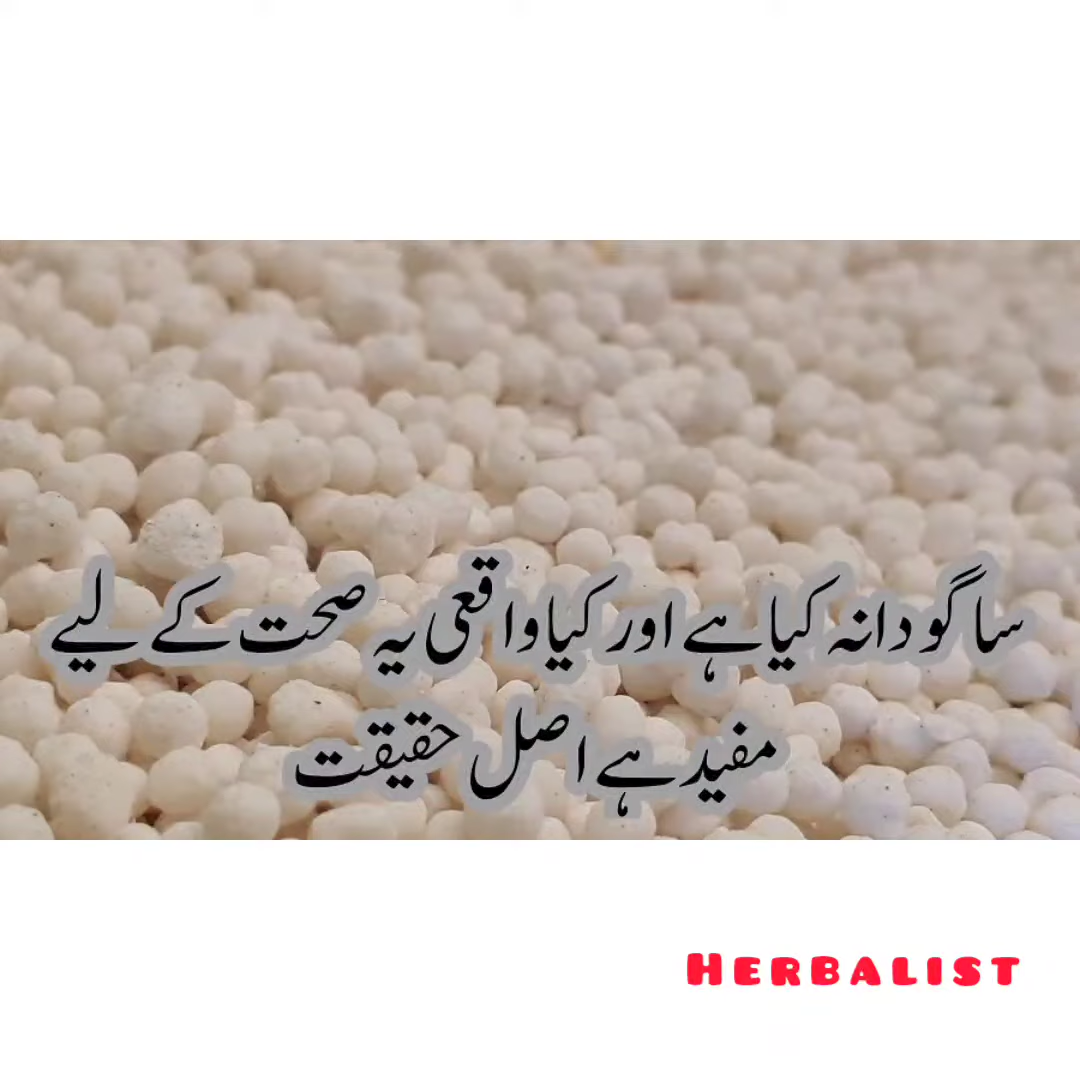 ساگودانہ کیا ہے اور کیا واقعی یہ صحت کے لیے
مفید ہے اصل حقیقت
HERBALIST